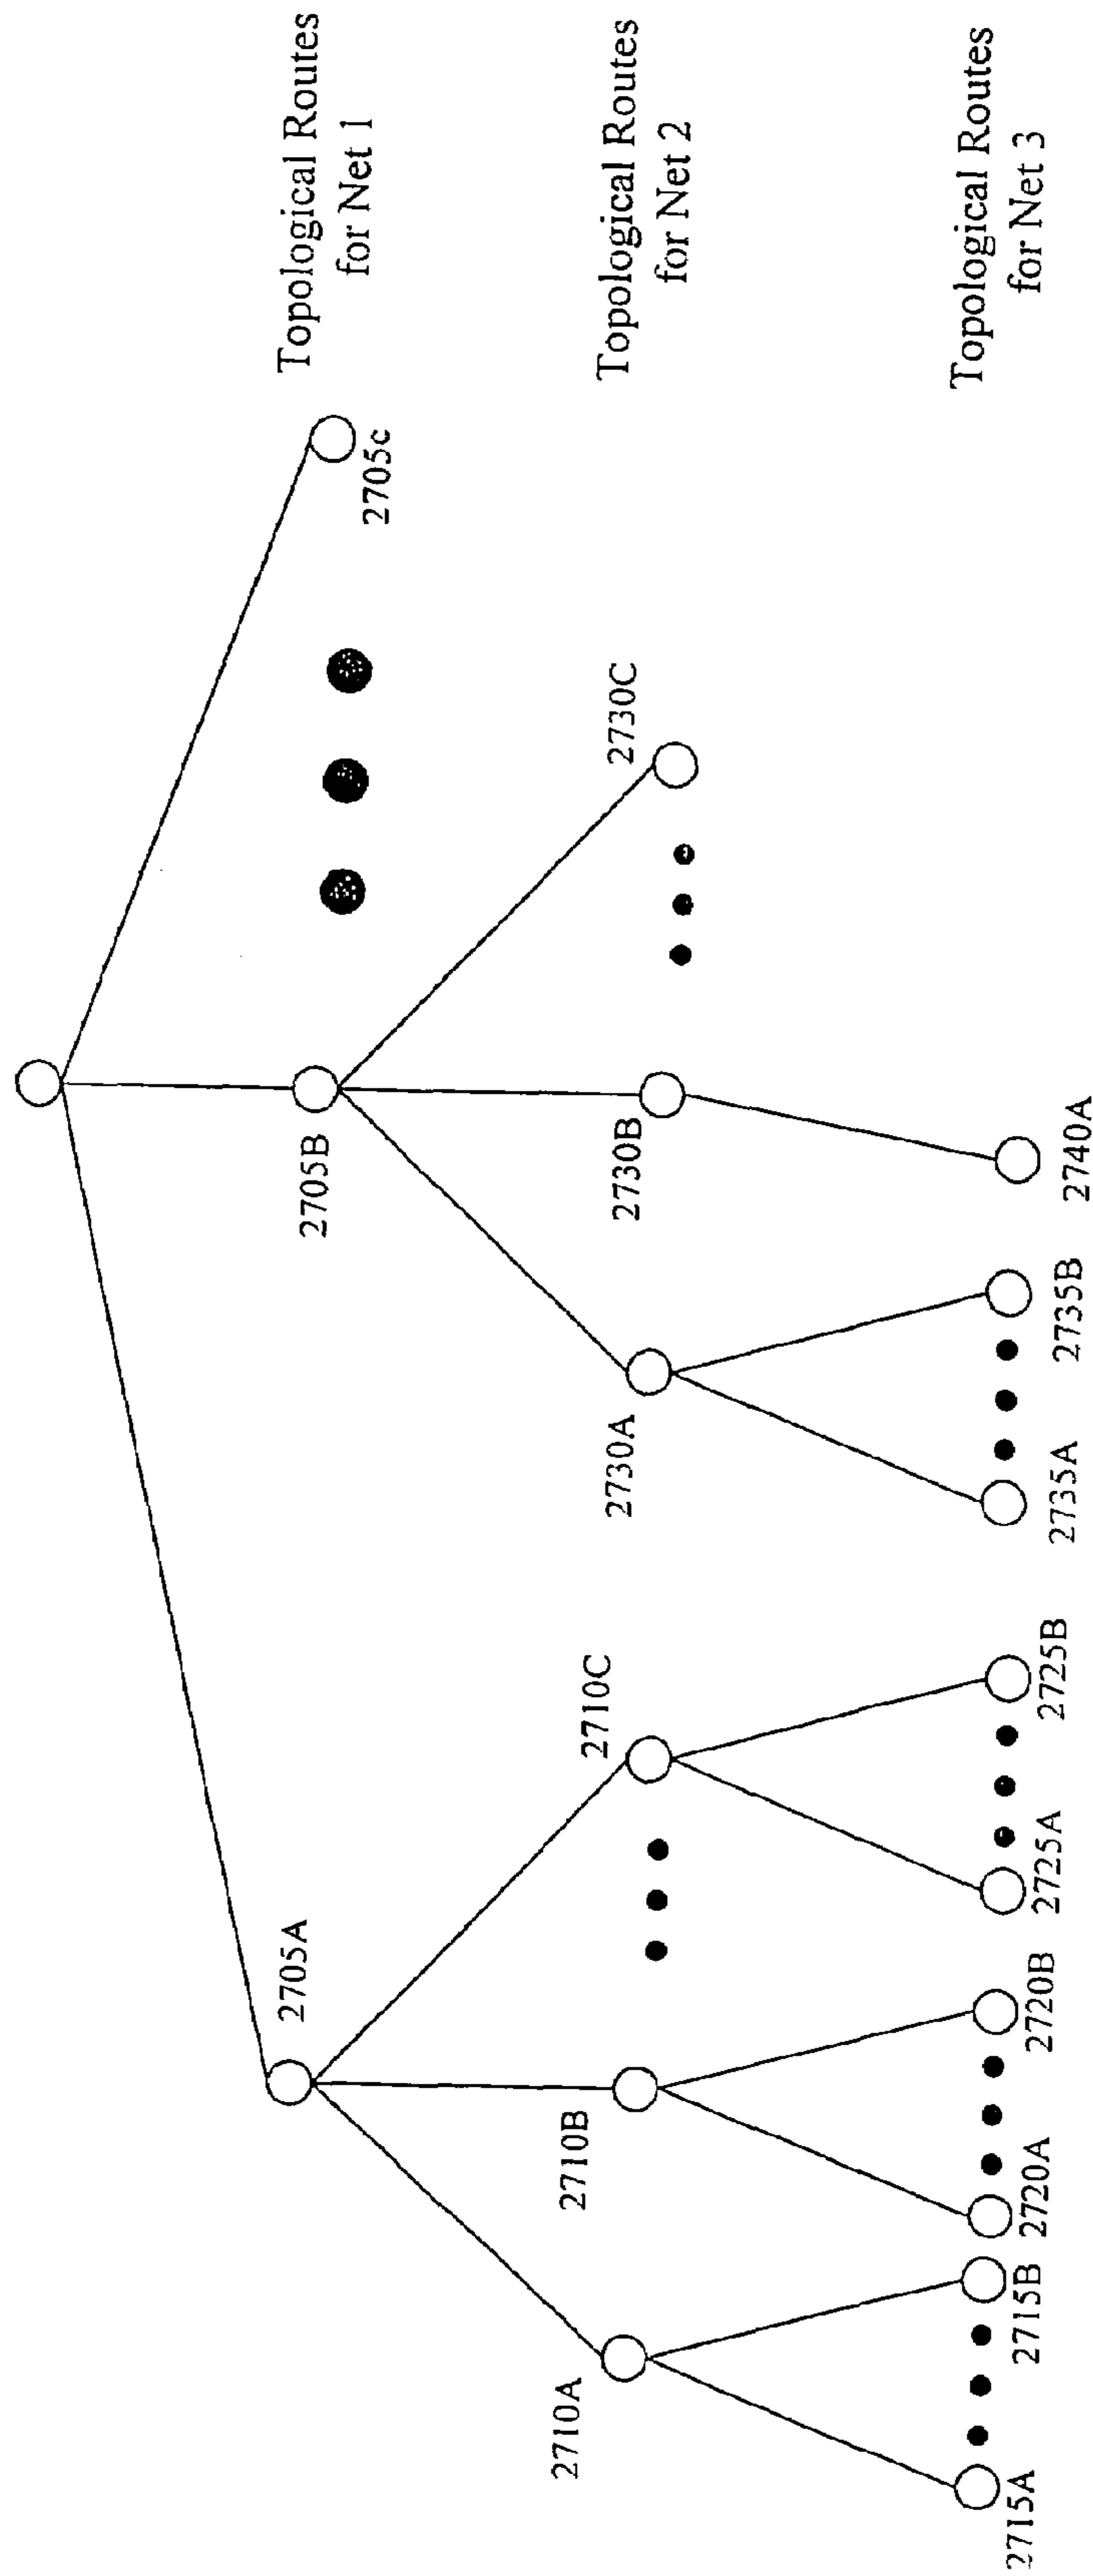 Topological Routes
for Net 1
2705A
2705B
2705c
Topological Routes
for Net 2
2710A
2710B
2710C
2730A
2730B
2730C
Topological Routes
for Net 3
2715A
2715B
2720A
2720B
2725A
2725B
2735A
2735B
2740A